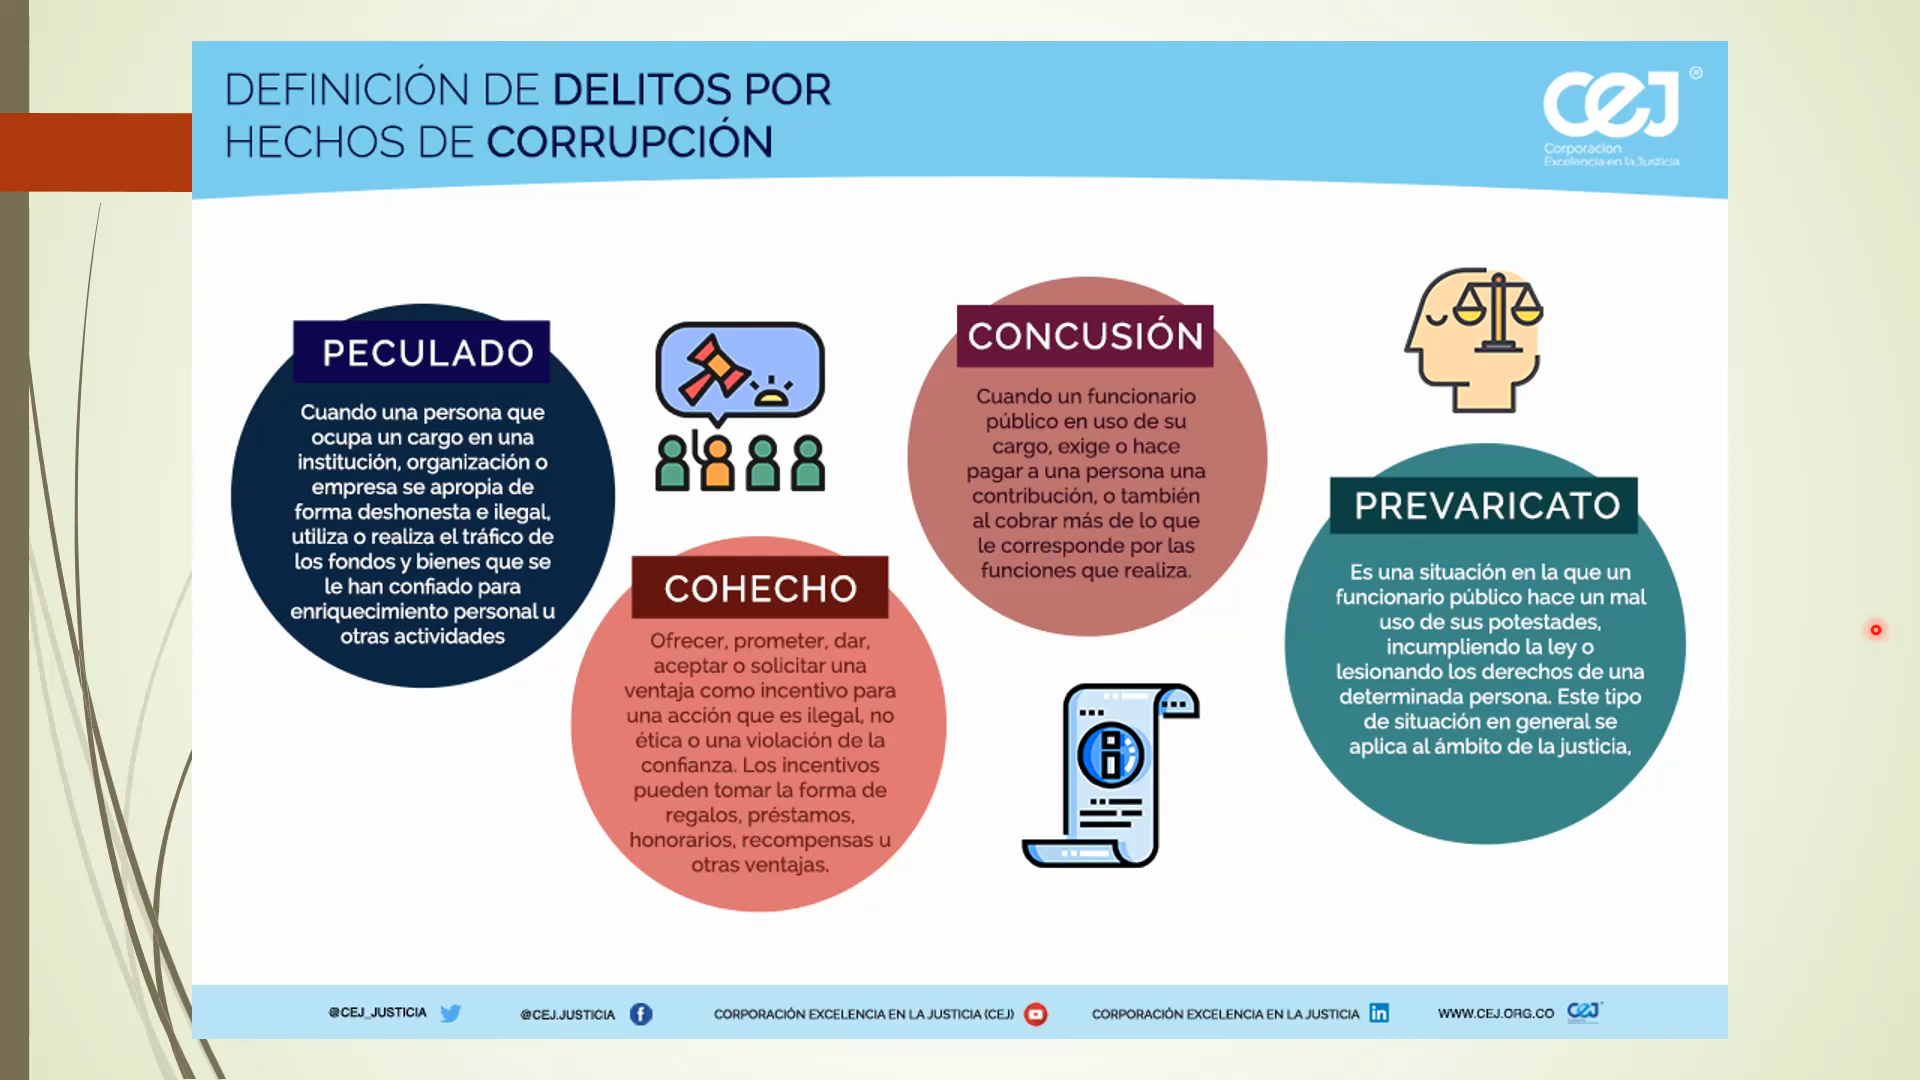 DEFINICIÓN DE DELITOS POR
HECHOS DE CORRUPCIÓN
CEJ
®
Corporacion
Excelencia en la Justicia
PECULADO
Cuando una persona que
ocupa un cargo en una
institución, organización o
empresa se apropia de
forma deshonesta e ilegal,
utiliza o realiza el tráfico de
los fondos y bienes que se
le han confiado para
enriquecimiento personal u
otras actividades
COHECHO
Ofrecer, prometer, dar,
aceptar o solicitar una
ventaja como incentivo para
una acción que es ilegal, no
ética o una violación de la
confianza. Los incentivos
pueden tomar la forma de
regalos, préstamos,
honorarios, recompensas u
otras ventajas.
CONCUSIÓN
Cuando un funcionario
público en uso de su
cargo, exige o hace
pagar a una persona una
contribución, o también
al cobrar más de lo que
le corresponde por las
funciones que realiza.
PREVARICATO
Es una situación en la que un
funcionario público hace un mal
uso de sus potestades,
incumpliendo la ley o
lesionando los derechos de una
determinada persona. Este tipo
de situación en general se
aplica al ámbito de la justicia,
@CEJ_JUSTICIA
@CEJ.JUSTICIA
CORPORACIÓN EXCELENCIA EN LA JUSTICIA (CEJ)
CORPORACIÓN EXCELENCIA EN LA JUSTICIA
WWW.CEJ.ORG.CO
CEJ